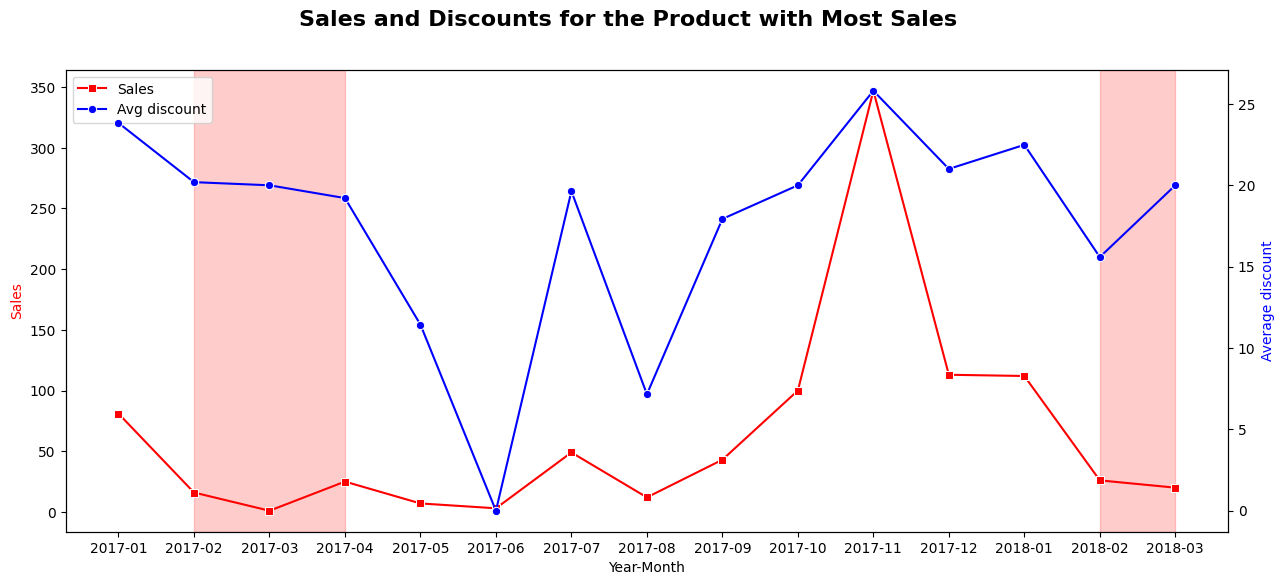 Sales and Discounts for the Product with Most Sales
Sales
Avg discount
350
300
250
200
150
100
50
0
Sales
25
20
15
10
5
0
Average discount
2017-01 2017-02 2017-03 2017-04 2017-05 2017-06 2017-07 2017-08 2017-09 2017-10 2017-11 2017-12 2018-01 2018-02 2018-03
Year-Month